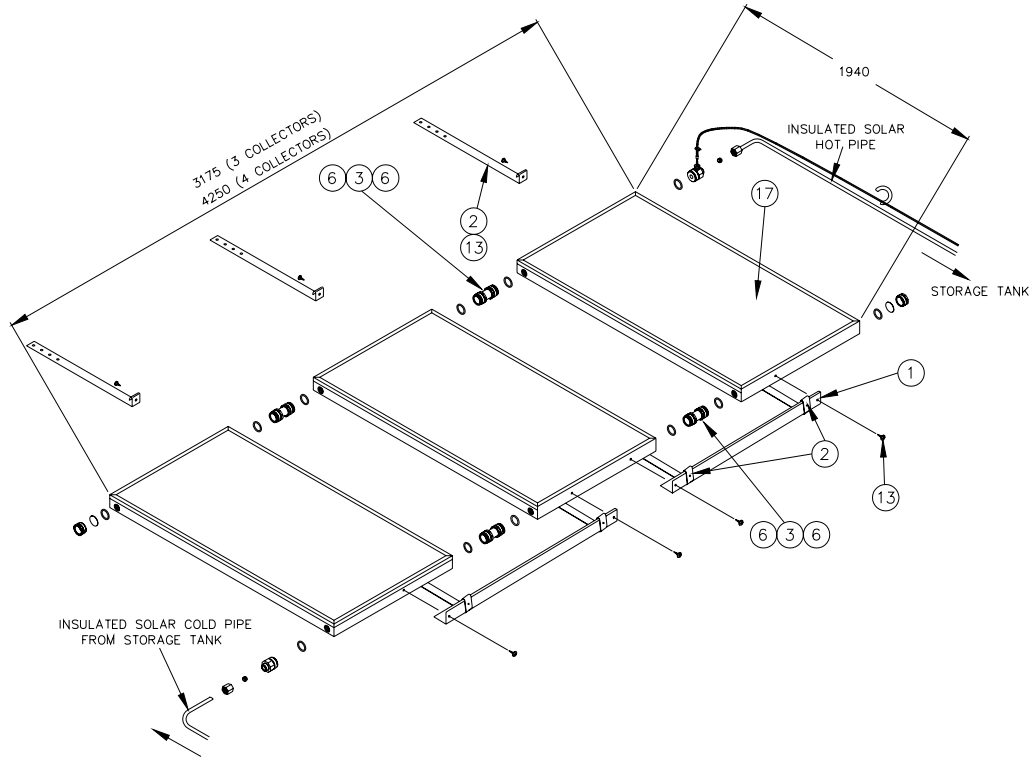 1940
3175 (3 COLLECTORS)
4250 (4 COLLECTORS)
INSULATED SOLAR
HOT PIPE
6 3 6
2
13
17
STORAGE TANK
1
2
13
6 3 6
INSULATED SOLAR COLD PIPE
FROM STORAGE TANK